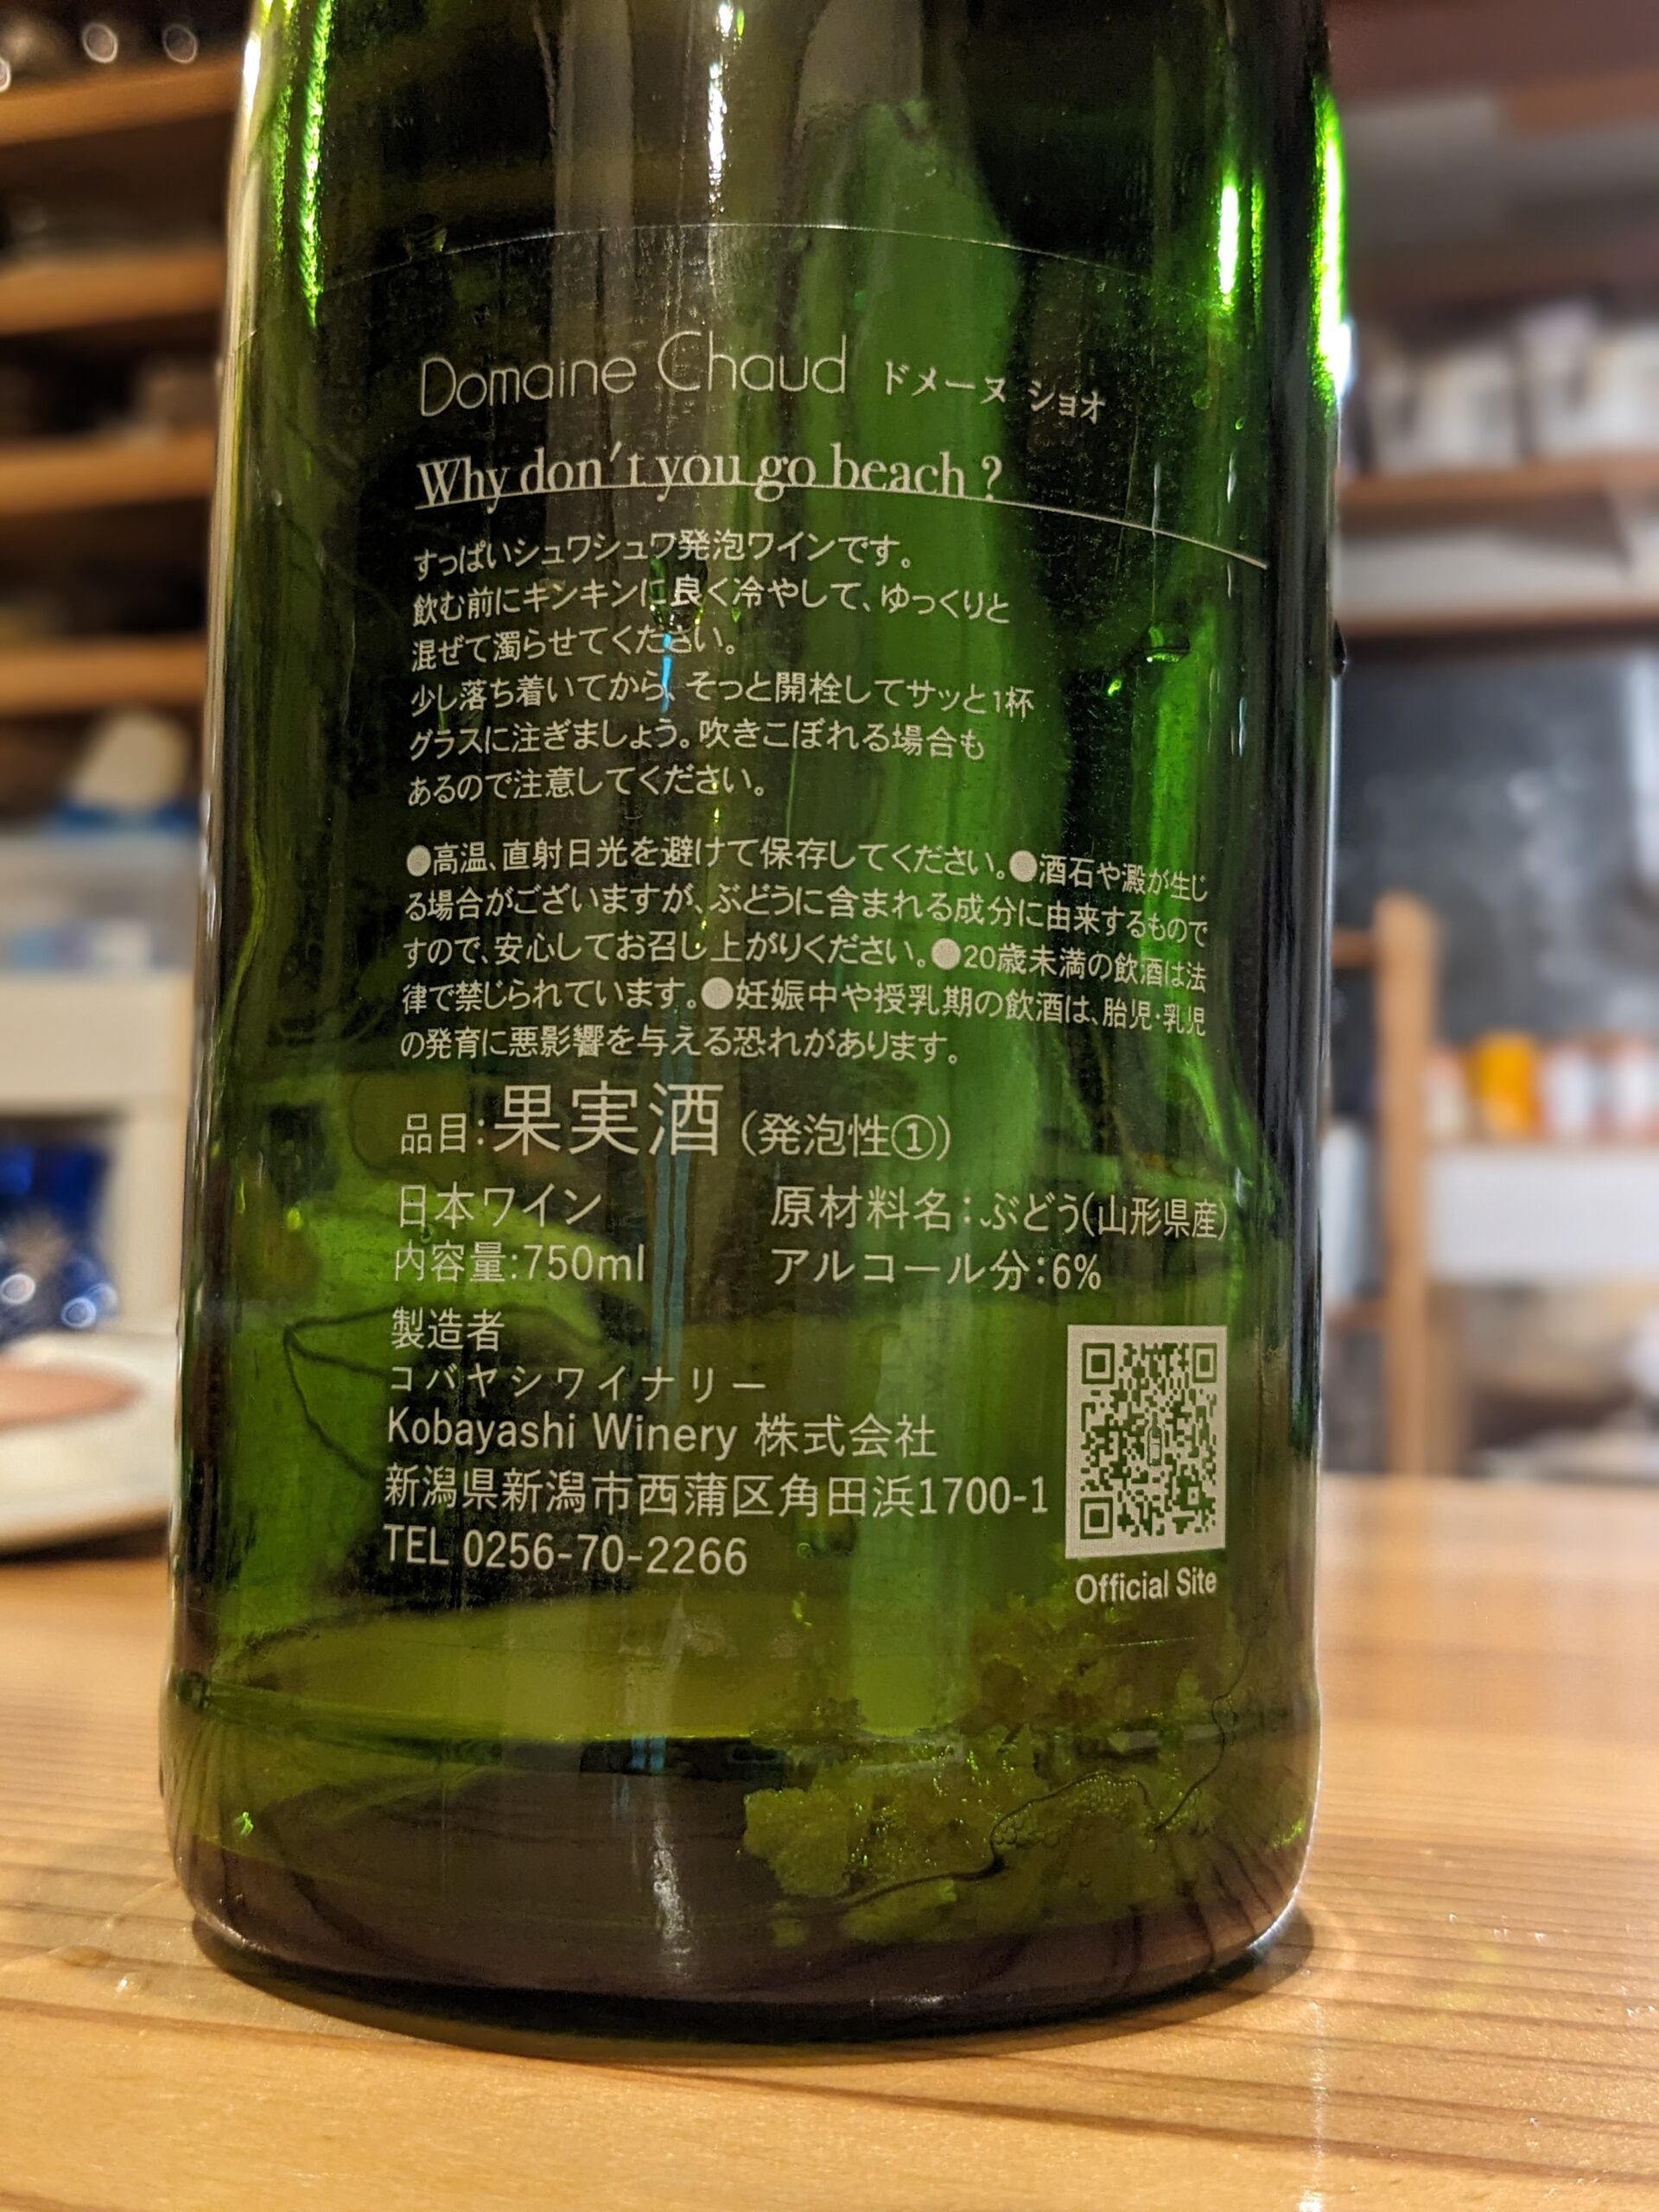 Domaine Chaud ドメーヌ ショオ
Why don't you go beach ?
すっぱいシュワシュワ発泡ワインです。
飲む前にキンキンに良く冷やして、ゆっくりと
混ぜて濁らせてください。
少し落ち着いてから、そっと開栓してサッと1杯
グラスに注ぎましょう。吹きこぼれる場合も
あるので注意してください。
●高温、直射日光を避けて保存してください。●酒石や澱が生じ
る場合がございますが、ぶどうに含まれる成分に由来するもので
すので、安心してお召し上がりください。●20歳未満の飲酒は法
律で禁じられています。●妊娠中や授乳期の飲酒は、胎児・乳児
の発育に悪影響を与える恐れがあります。
品目:果実酒(発泡性①)
日本ワイン 原材料名:ぶどう(山形県産)
内容量:750ml アルコール分:6%
製造者
コバヤシワイナリー
Kobayashi Winery 株式会社
新潟県新潟市西蒲区角田浜1700-1
TEL 0256-70-2266
Official Site